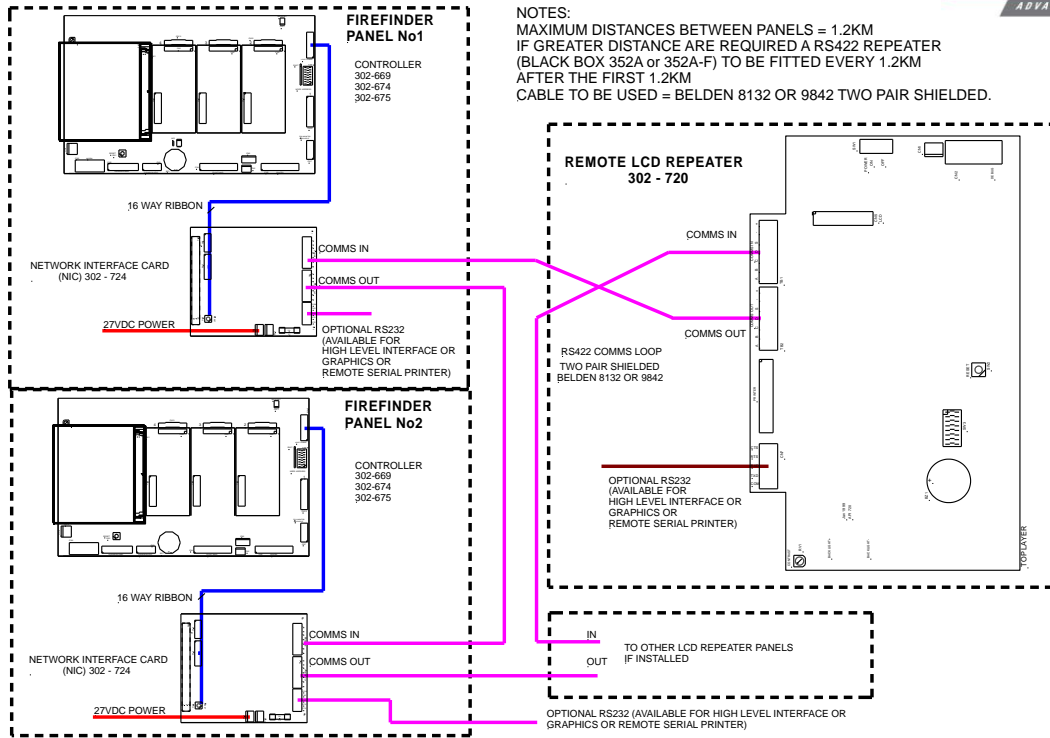 ADVA
NOTES:
MAXIMUM DISTANCES BETWEEN PANELS = 1.2KM
IF GREATER DISTANCE ARE REQUIRED A RS422 REPEATER
(BLACK BOX 352A or 352A-F) TO BE FITTED EVERY 1.2KM
AFTER THE FIRST 1.2KM
CABLE TO BE USED = BELDEN 8132 OR 9842 TWO PAIR SHIELDED.
FIREFINDER
PANEL No1
CONTROLLER
302-669
302-674
302-675
16 WAY RIBBON
NETWORK INTERFACE CARD
(NIC) 302 - 724
27VDC POWER
COMMS IN
COMMS OUT
OPTIONAL RS232
(AVAILABLE FOR
HIGH LEVEL INTERFACE OR
GRAPHICS OR
REMOTE SERIAL PRINTER)
REMOTE LCD REPEATER
302 - 720
COMMS IN
COMMS OUT
RS422 COMMS LOOP
TWO PAIR SHIELDED
BELDEN 8132 OR 9842
OPTIONAL RS232
(AVAILABLE FOR
HIGH LEVEL INTERFACE OR
GRAPHICS OR
REMOTE SERIAL PRINTER)
POWER
ON
OFF
RESET
TOP LAYER
FIREFINDER
PANEL No2
CONTROLLER
302-669
302-674
302-675
16 WAY RIBBON
NETWORK INTERFACE CARD
(NIC) 302 - 724
27VDC POWER
COMMS IN
COMMS OUT
IN
OUT
TO OTHER LCD REPEATER PANELS
IF INSTALLED
OPTIONAL RS232 (AVAILABLE FOR HIGH LEVEL INTERFACE OR
GRAPHICS OR REMOTE SERIAL PRINTER)